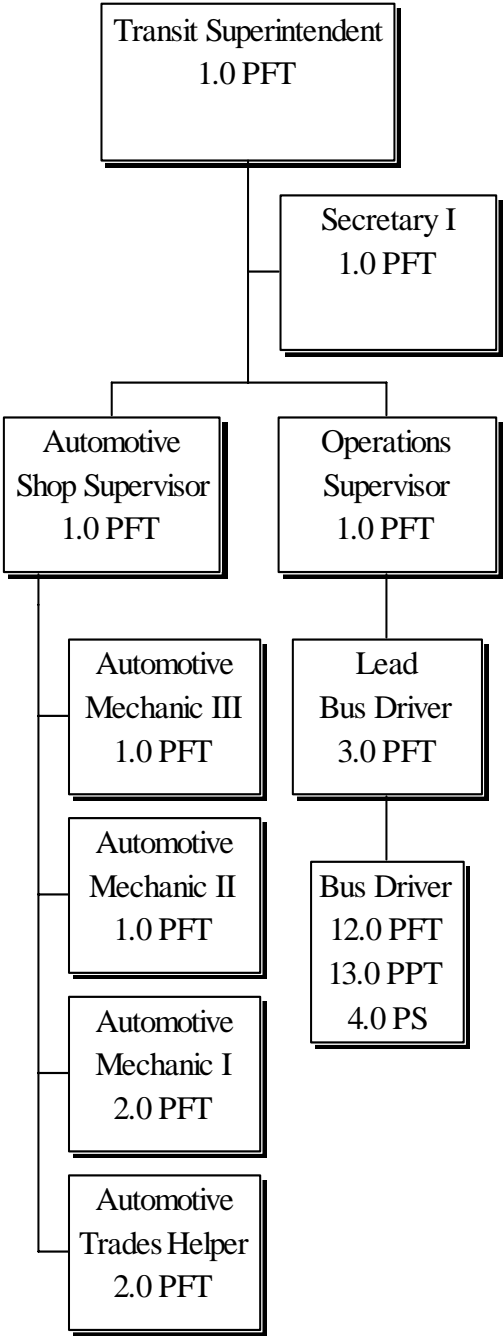 Transit Superintendent
1.0 PFT
Secretary I
1.0 PFT
Automotive
Shop Supervisor
1.0 PFT
Operations
Supervisor
1.0 PFT
Automotive
Mechanic III
1.0 PFT
Lead
Bus Driver
3.0 PFT
Automotive
Mechanic II
1.0 PFT
Bus Driver
12.0 PFT
13.0 PPT
4.0 PS
Automotive
Mechanic I
2.0 PFT
Automotive
Trades Helper
2.0 PFT